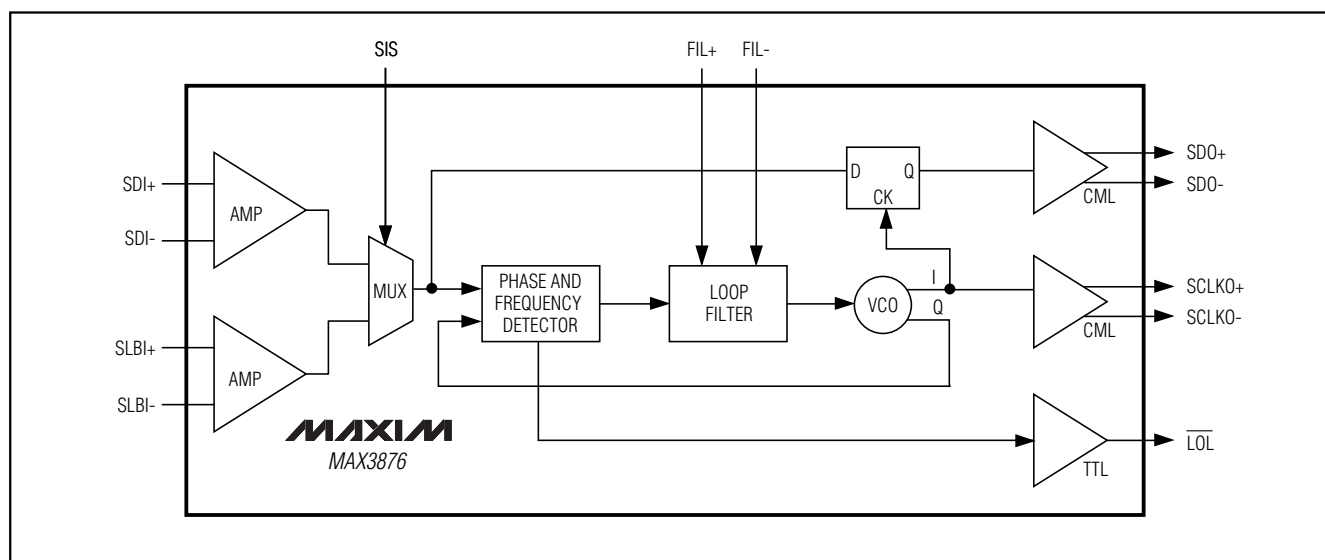 SIS
FIL+ FIL-
SDI+
SDI-
AMP
SLBI+
SLBI-
AMP
MUX
PHASE AND
FREQUENCY
DETECTOR
LOOP
FILTER
VCO
I
Q
D Q
CK
CML
SDO+
SDO-
CML
SCLKO+
SCLKO-
TTL
LOL
MAXIM
MAX3876